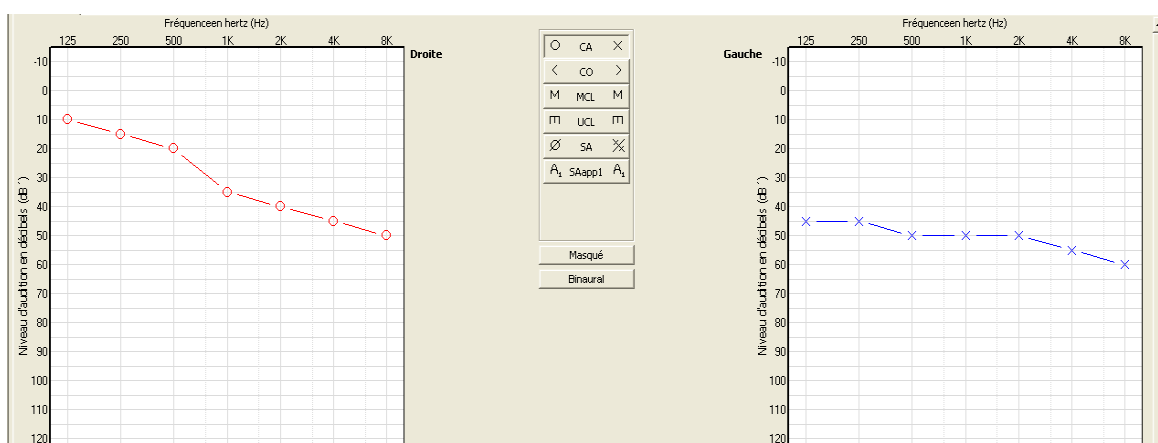 Fréquenceen hertz (Hz)
125 250 500 1K 2K 4K 8K
Droite
Niveau d'audition en décibels (dB´)
-10
0
10
20
30
40
50
60
70
80
90
100
110
120
O CA X
< CO >
M MCL M
E UCL E
Ø SA
A₁ SAapp1 A₁
Masqué
Binaural
Fréquenceen hertz (Hz)
125 250 500 1K 2K 4K 8K
Gauche
Niveau d'audition en décibels (dB´)
-10
0
10
20
30
40
50
60
70
80
90
100
110
120